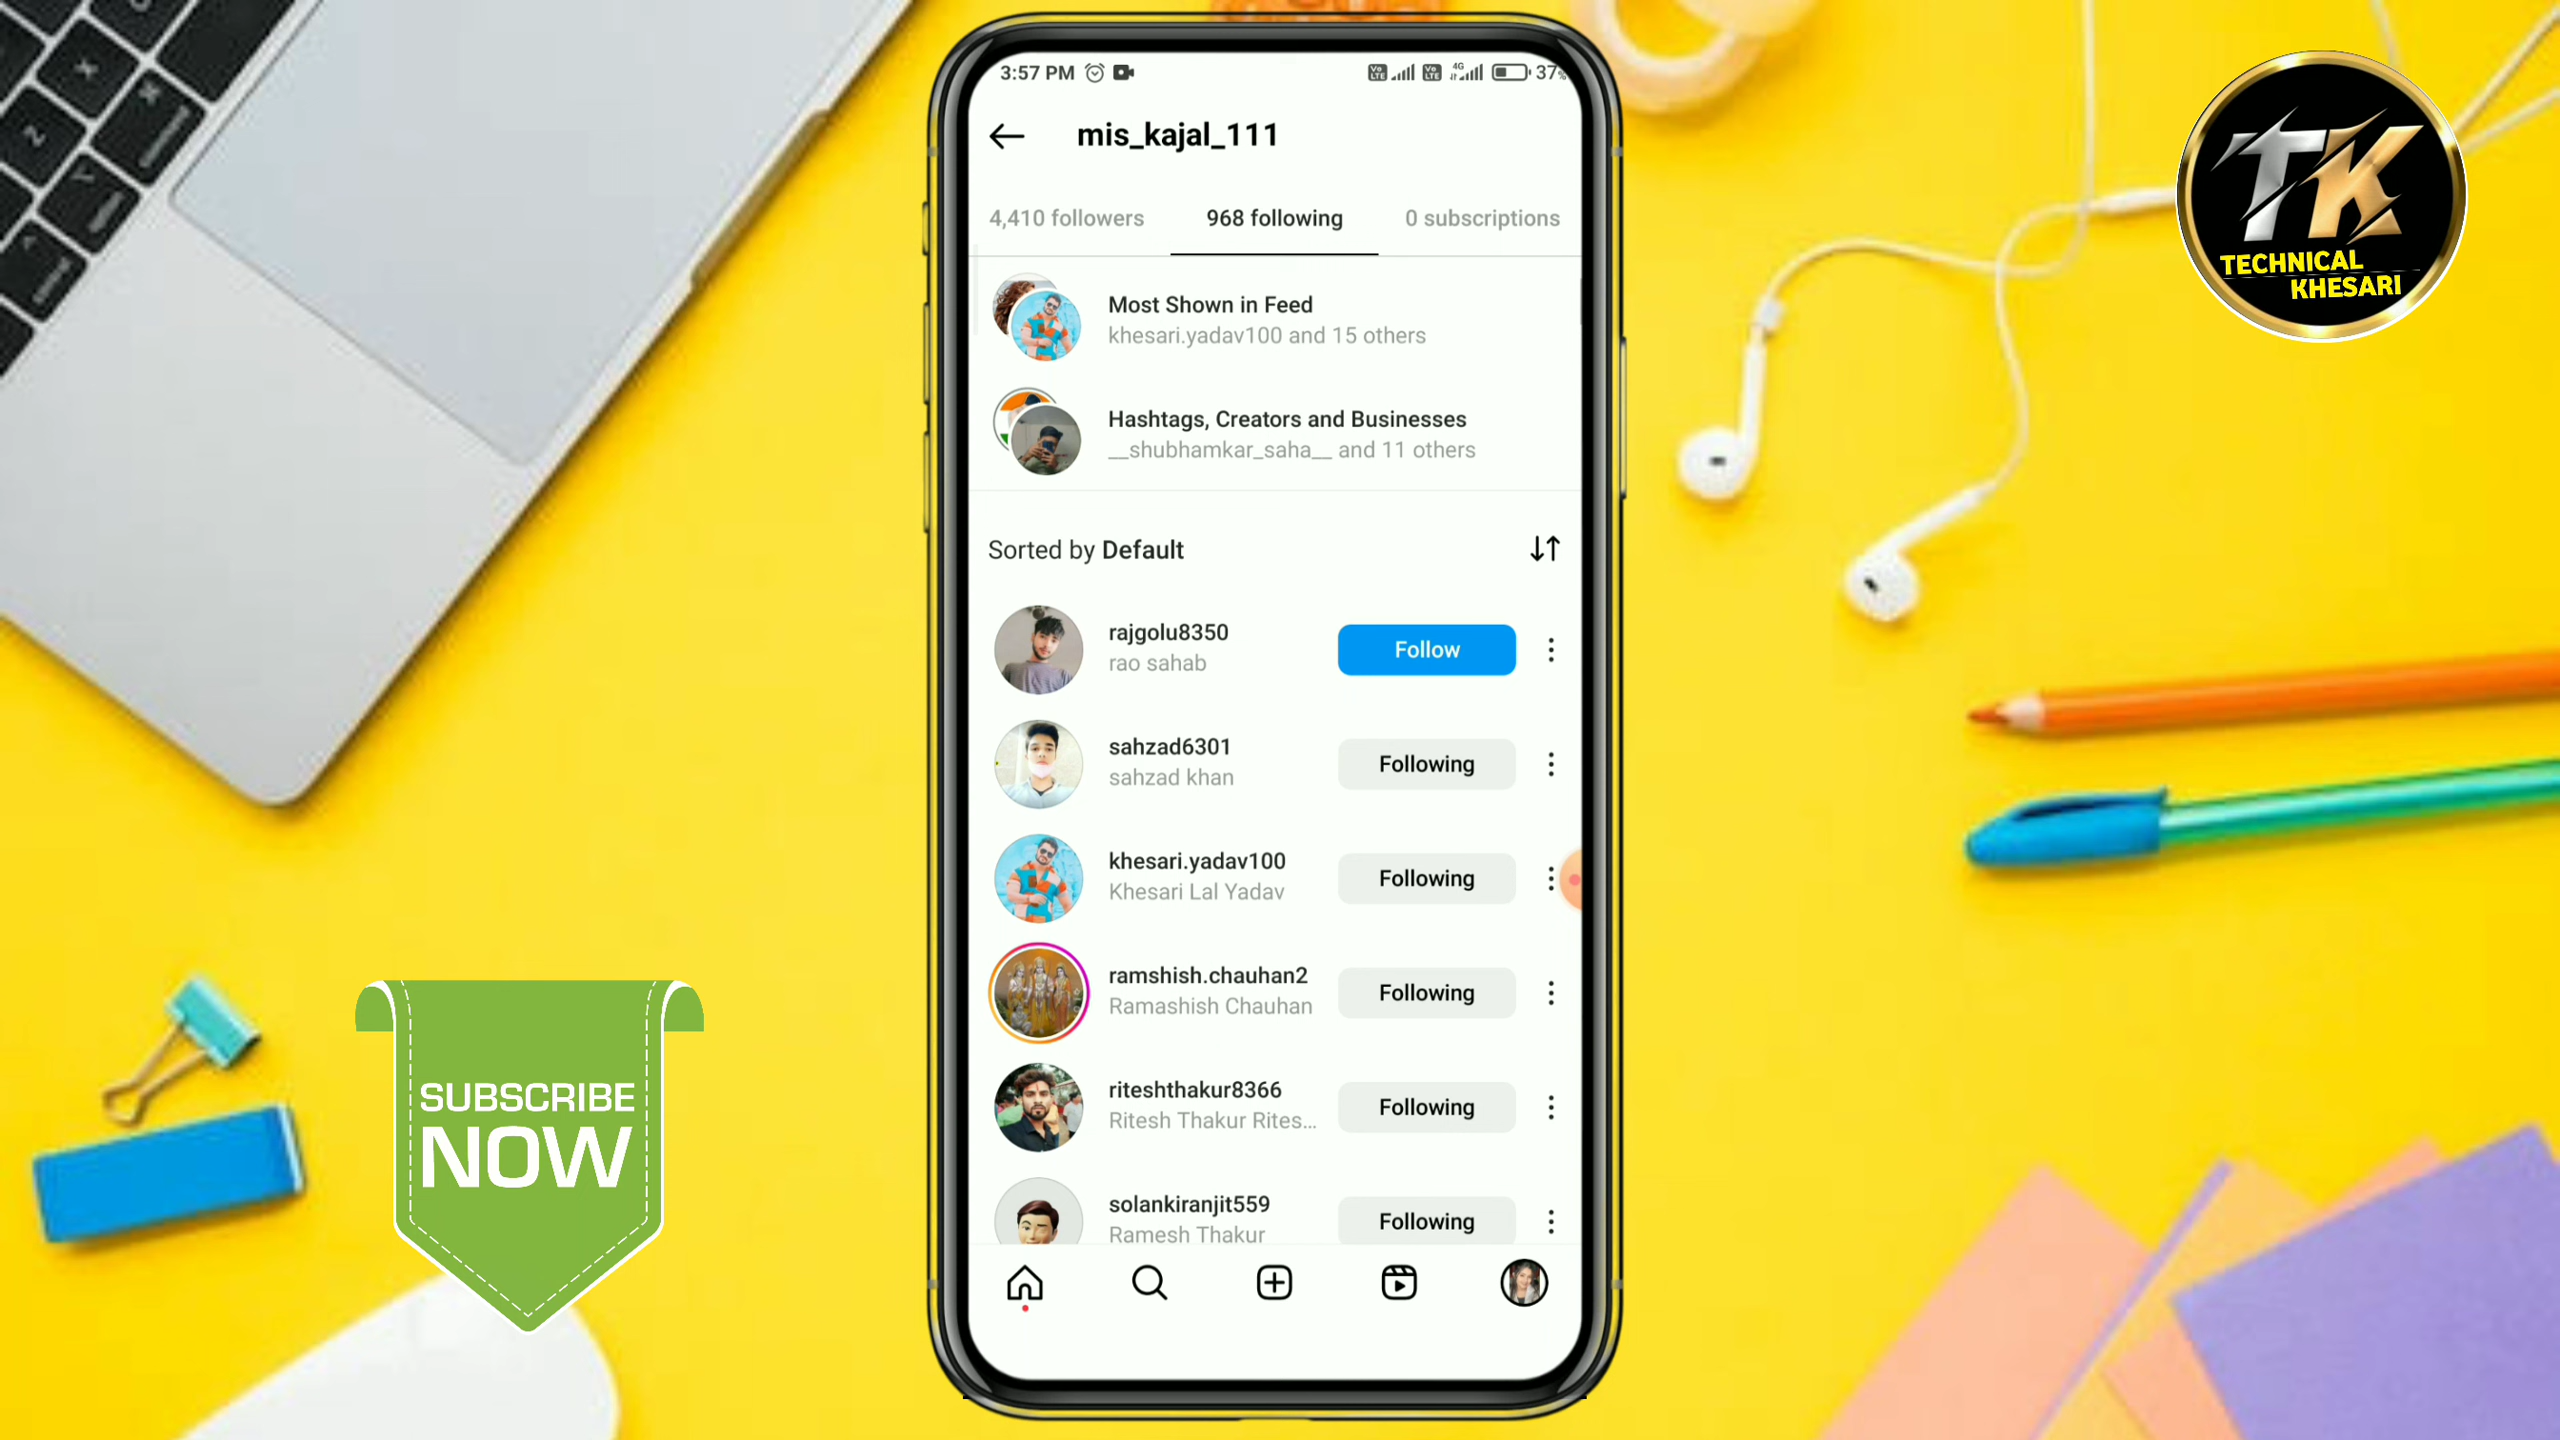 3:57 PM
37%
mis_kajal_111
4,410 followers
968 following
0 subscriptions
Most Shown in Feed
khesari.yadav100 and 15 others
Hashtags, Creators and Businesses
__shubhamkar_saha__ and 11 others
Sorted by Default
rajgolu8350
rao sahab
Follow
sahzad6301
sahzad khan
Following
khesari.yadav100
Khesari Lal Yadav
Following
ramshish.chauhan2
Ramashish Chauhan
Following
riteshthakur8366
Ritesh Thakur Rites...
Following
solankiranjit559
Ramesh Thakur
Following
TK
TECHNICAL
KHESARI
SUBSCRIBE
NOW